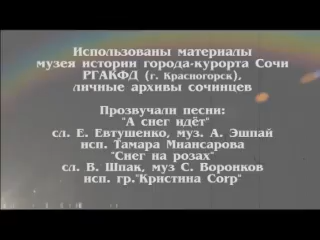 Использованы материалы
музея истории города-курорта Сочи
РГАКФД (г. Красногорск),
личные архивы сочинцев
Прозвучали песни:
"А снег идёт"
сл. Е. Евтушенко, муз. А. Эшпай
исп. Тамара Миансарова
"Снег на розах"
сл. В. Шпак, муз С. Воронков
исп. гр."Кристина Corp"